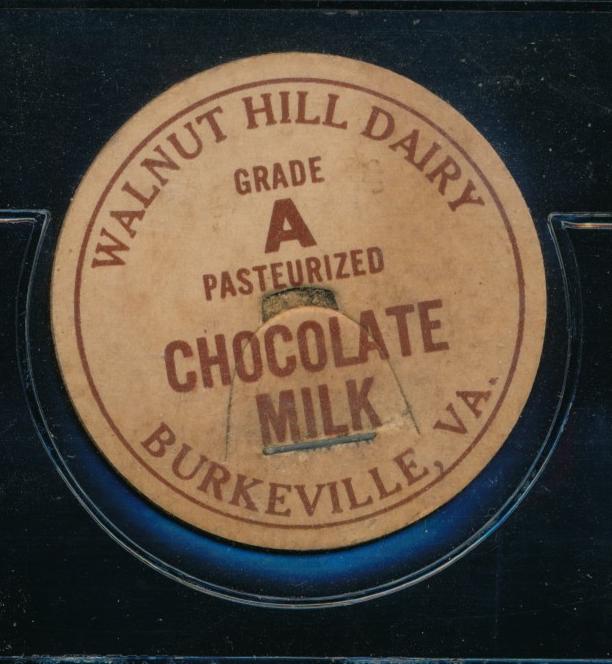 WALNUT HILL DAIRY
GRADE
A
PASTEURIZED
CHOCOLATE
MILK
BURKEVILLE, VA.